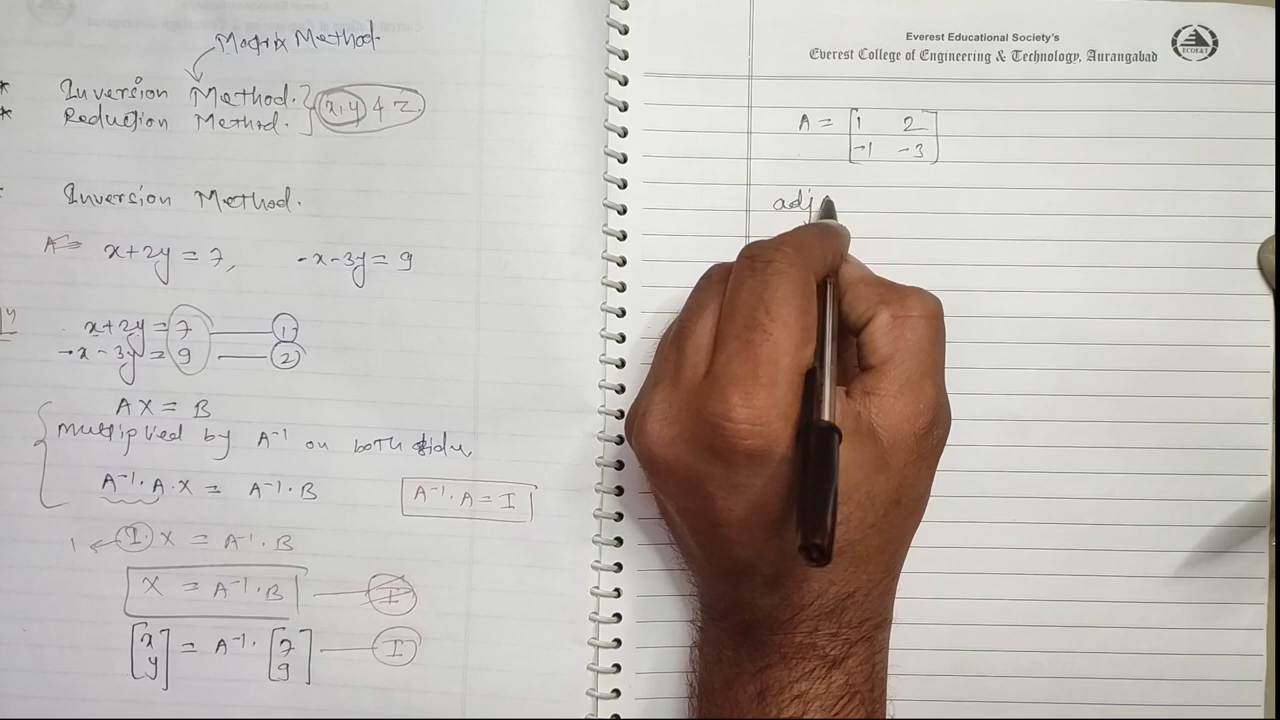 Matrix Method.
* Inversion Method.
* Reduction Method. } x, y & z.
* Inversion Method.
A ⇒ x+2y = 7, -x-3y = 9
x+2y = 7 — 1
-x-3y = 9 — 2
AX = B
multiplied by A⁻¹ on both side
A⁻¹·A·X = A⁻¹·B A⁻¹·A = I
1 ← I·X = A⁻¹·B
X = A⁻¹·B — I
[x y] = A⁻¹·[7 9] — I
Everest Educational Society's
Everest College of Engineering & Technology, Aurangabad
ECOE&T
A = [1 2
-1 -3]
adj